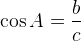 cos A = b/c